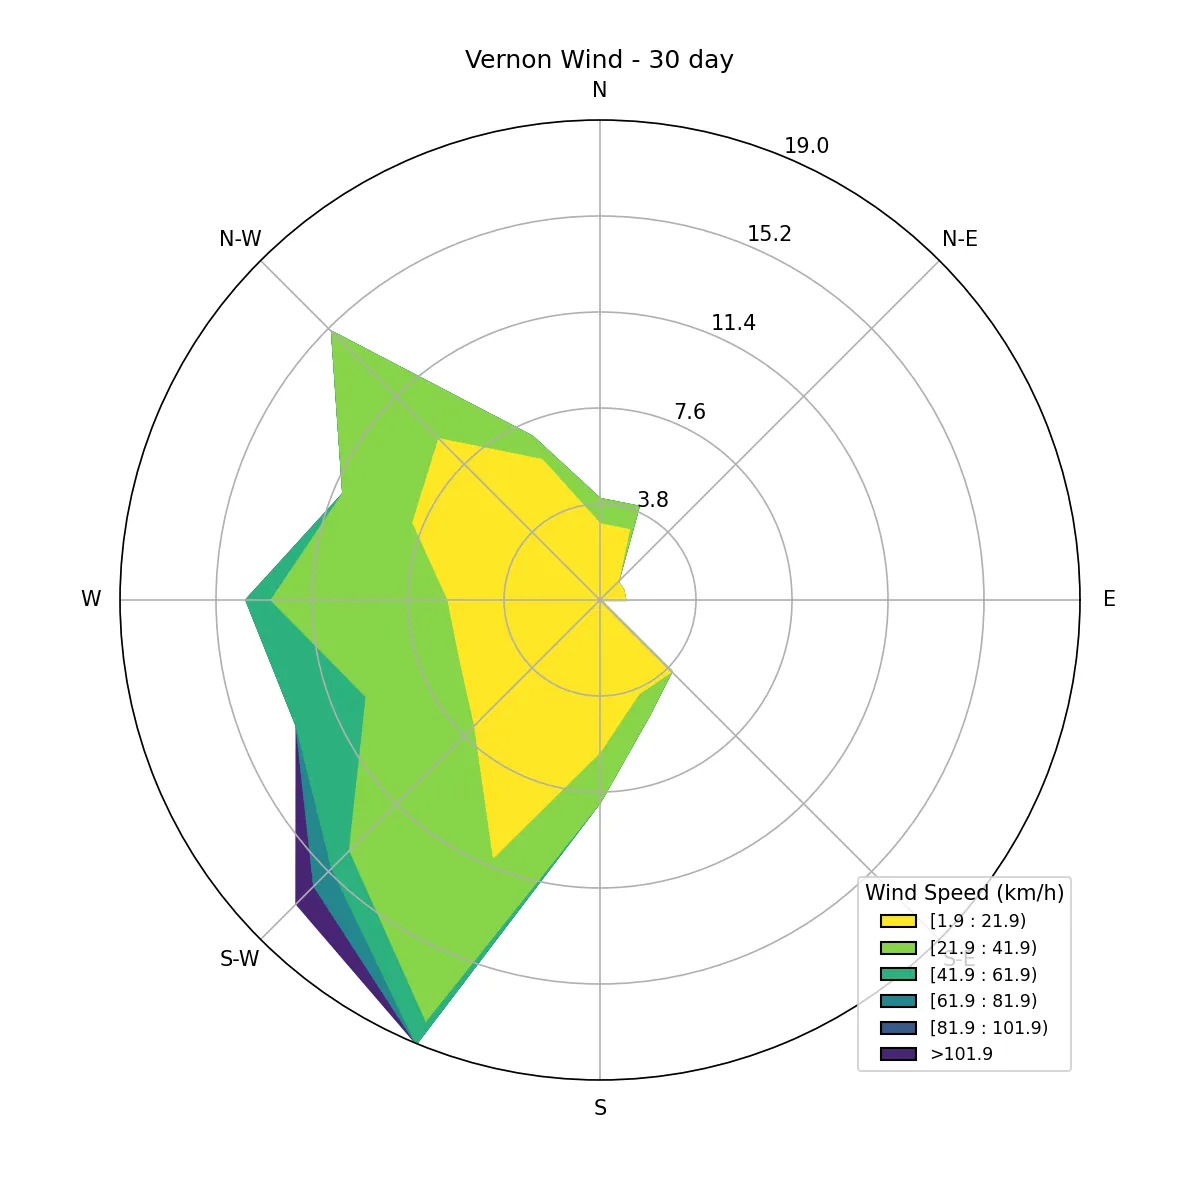 Vernon Wind - 30 day
N
19.0
15.2
N-W
N-E
11.4
7.6
3.8
W
E
Wind Speed (km/h)
[1.9 : 21.9)
[21.9 : 41.9)
S-W
S-E
[41.9 : 61.9)
[61.9 : 81.9)
[81.9 : 101.9)
>101.9
S